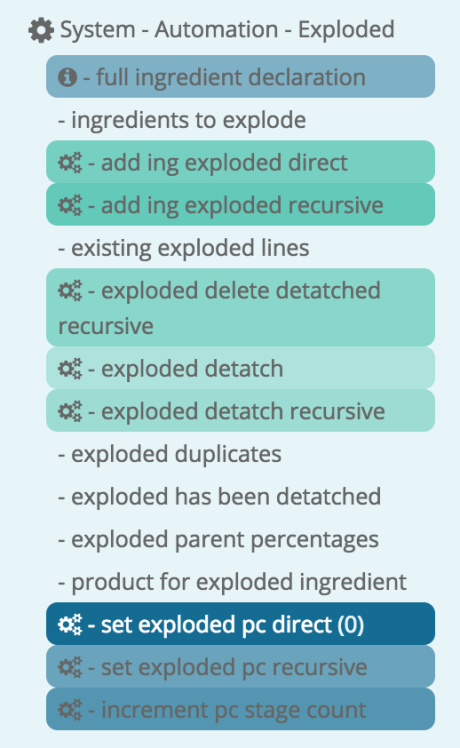 System - Automation - Exploded
- full ingredient declaration
- ingredients to explode
- add ing exploded direct
- add ing exploded recursive
- existing exploded lines
- exploded delete detatched
recursive
- exploded detatch
- exploded detatch recursive
- exploded duplicates
- exploded has been detatched
- exploded parent percentages
- product for exploded ingredient
- set exploded pc direct (0)
- set exploded pc recursive
- increment pc stage count